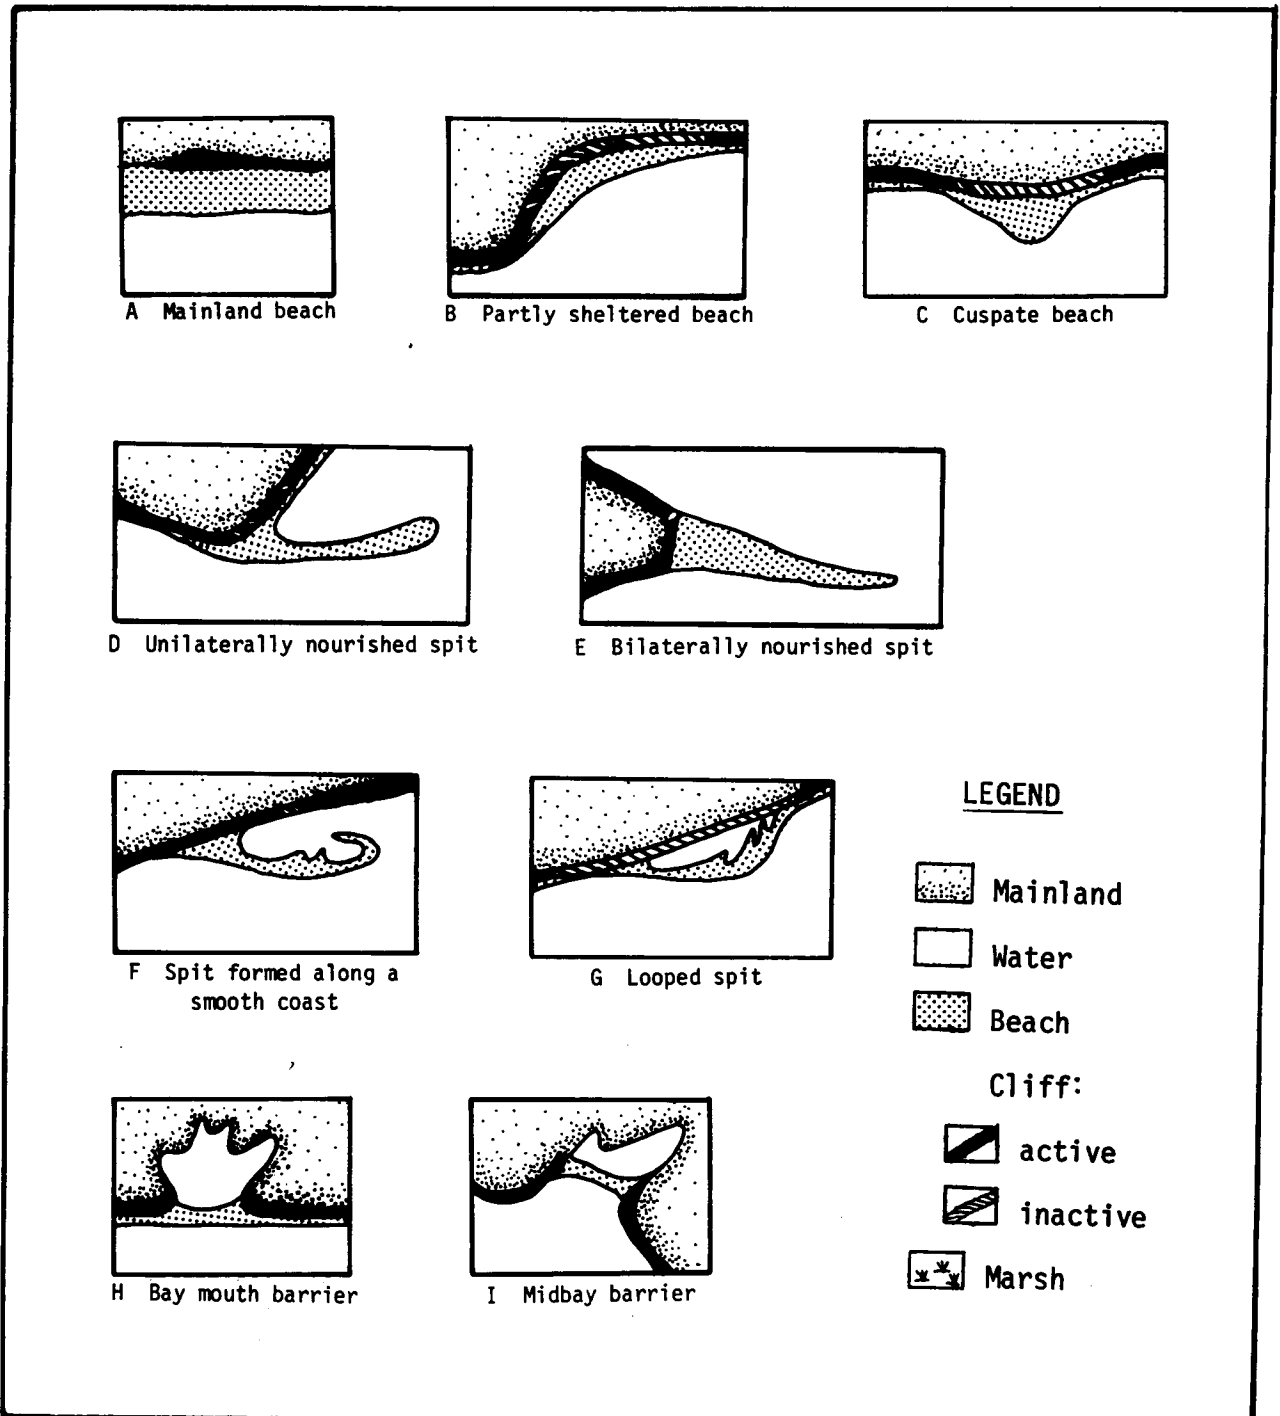 A Mainland beach
B Partly sheltered beach
C Cuspate beach
D Unilaterally nourished spit
E Bilaterally nourished spit
F Spit formed along a
smooth coast
G Looped spit
H Bay mouth barrier
I Midbay barrier
LEGEND
Mainland
Water
Beach
Cliff:
active
inactive
Marsh